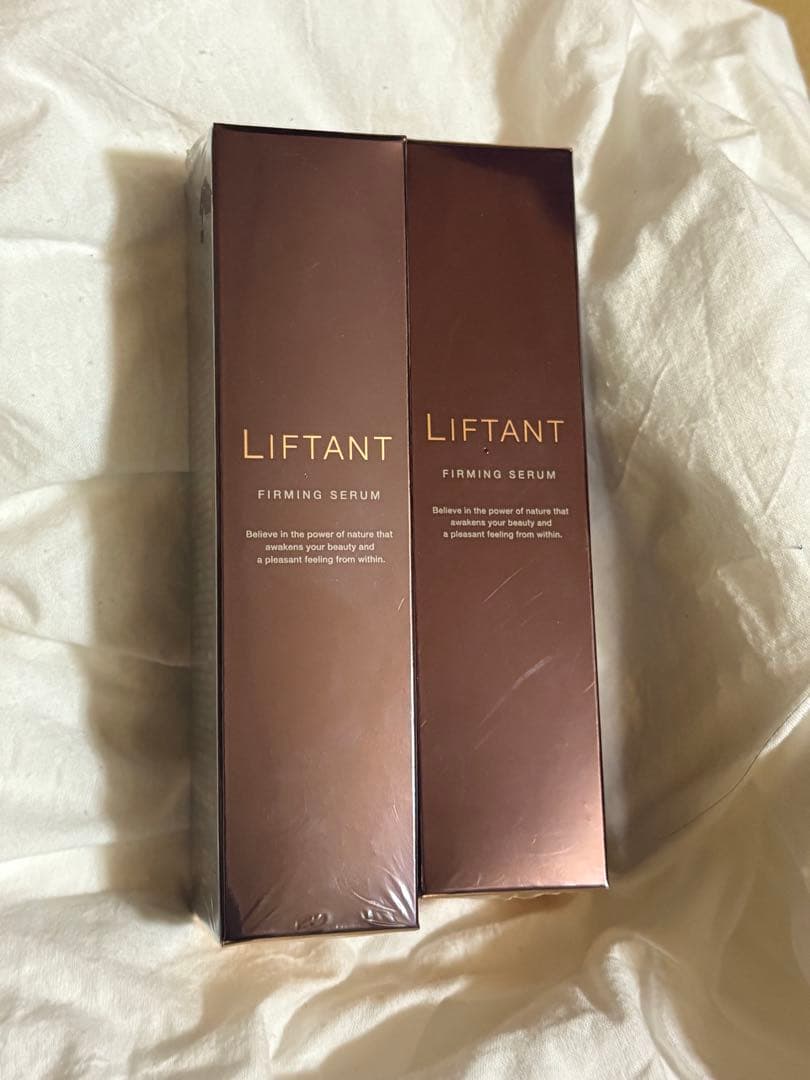 LIFTANT
FIRMING SERUM
Believe in the power of nature that
awakens your beauty and
a pleasant feeling from within.
LIFTANT
FIRMING SERUM
Believe in the power of nature that
awakens your beauty and
a pleasant feeling from within.